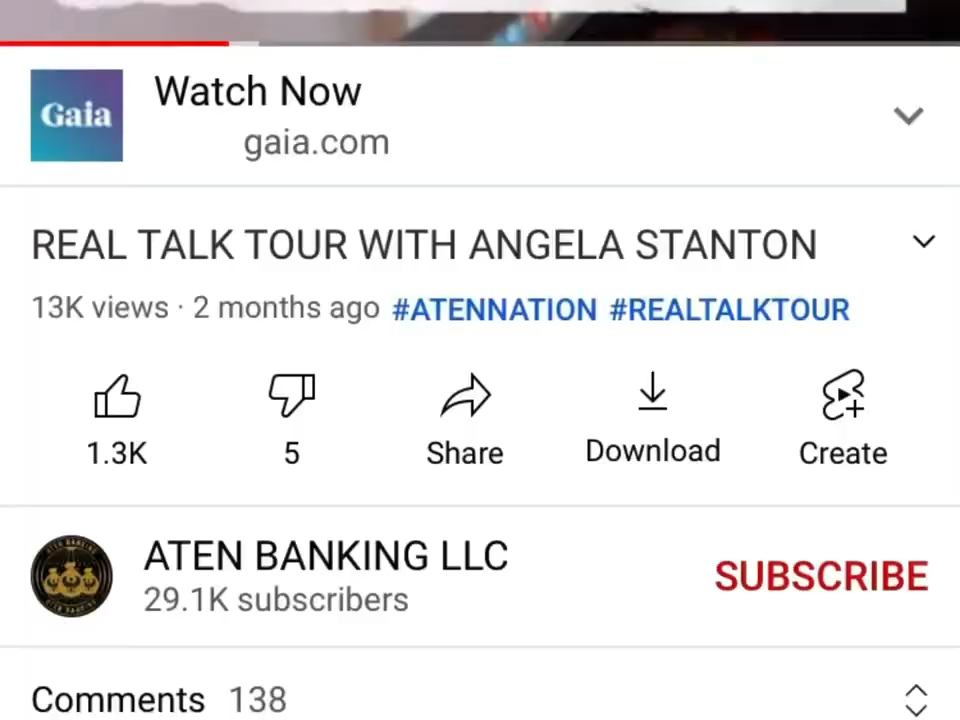 Gaia
Watch Now
gaia.com
REAL TALK TOUR WITH ANGELA STANTON
13K views · 2 months ago #ATENNATION #REALTALKTOUR
1.3K
5
Share
Download
Create
ATEN BANKING LLC
29.1K subscribers
SUBSCRIBE
Comments 138